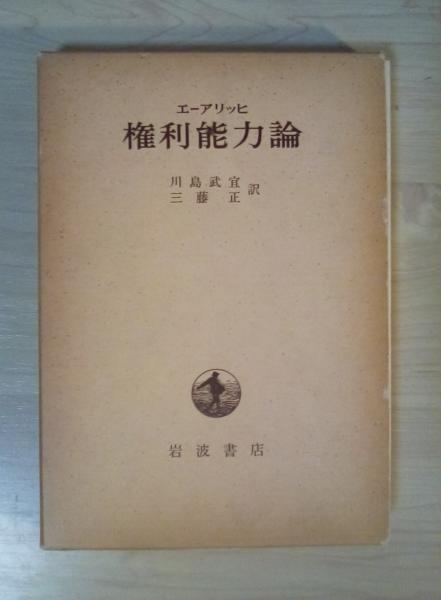 エーアリッヒ
権利能力論
川島武宜
三藤正
訳
岩波書店